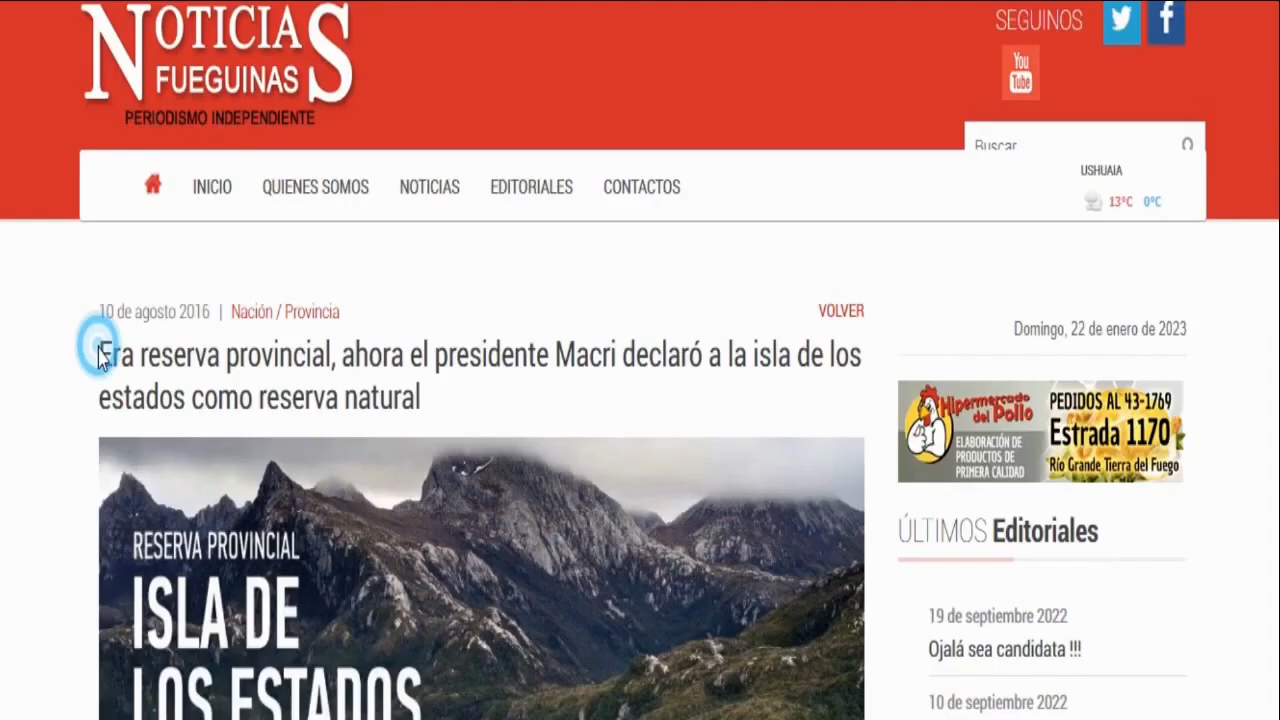 NOTICIAS
FUEGUINAS
PERIODISMO INDEPENDIENTE
SEGUINOS
You
Tube
Buscar
INICIO
QUIENES SOMOS
NOTICIAS
EDITORIALES
CONTACTOS
USHUAIA
13ºC 0ºC
10 de agosto 2016 | Nación / Provincia
VOLVER
Era reserva provincial, ahora el presidente Macri declaró a la isla de los
estados como reserva natural
RESERVA PROVINCIAL
ISLA DE
LOS ESTADOS
Domingo, 22 de enero de 2023
Hipermercado
del Pollo
ELABORACIÓN DE
PRODUCTOS DE
PRIMERA CALIDAD
PEDIDOS AL 43-1769
Estrada 1170
Río Grande Tierra del Fuego
ÚLTIMOS Editoriales
19 de septiembre 2022
Ojalá sea candidata !!!
10 de septiembre 2022